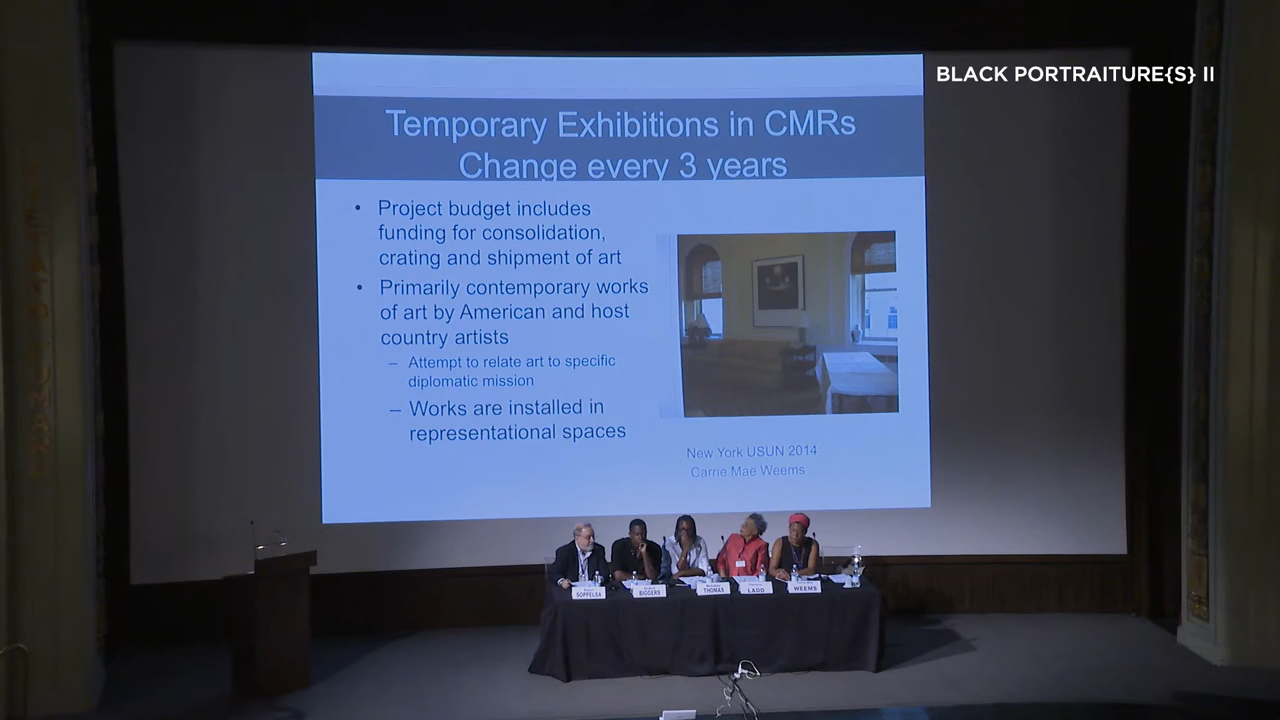 BLACK PORTRAITURE{S} II
Temporary Exhibitions in CMRs
Change every 3 years
• Project budget includes
funding for consolidation,
crating and shipment of art
• Primarily contemporary works
of art by American and host
country artists
– Attempt to relate art to specific
diplomatic mission
– Works are installed in
representational spaces
New York USUN 2014
Carrie Mae Weems
SOPPELSA
BIGGERS
THOMAS
LADD
WEEMS